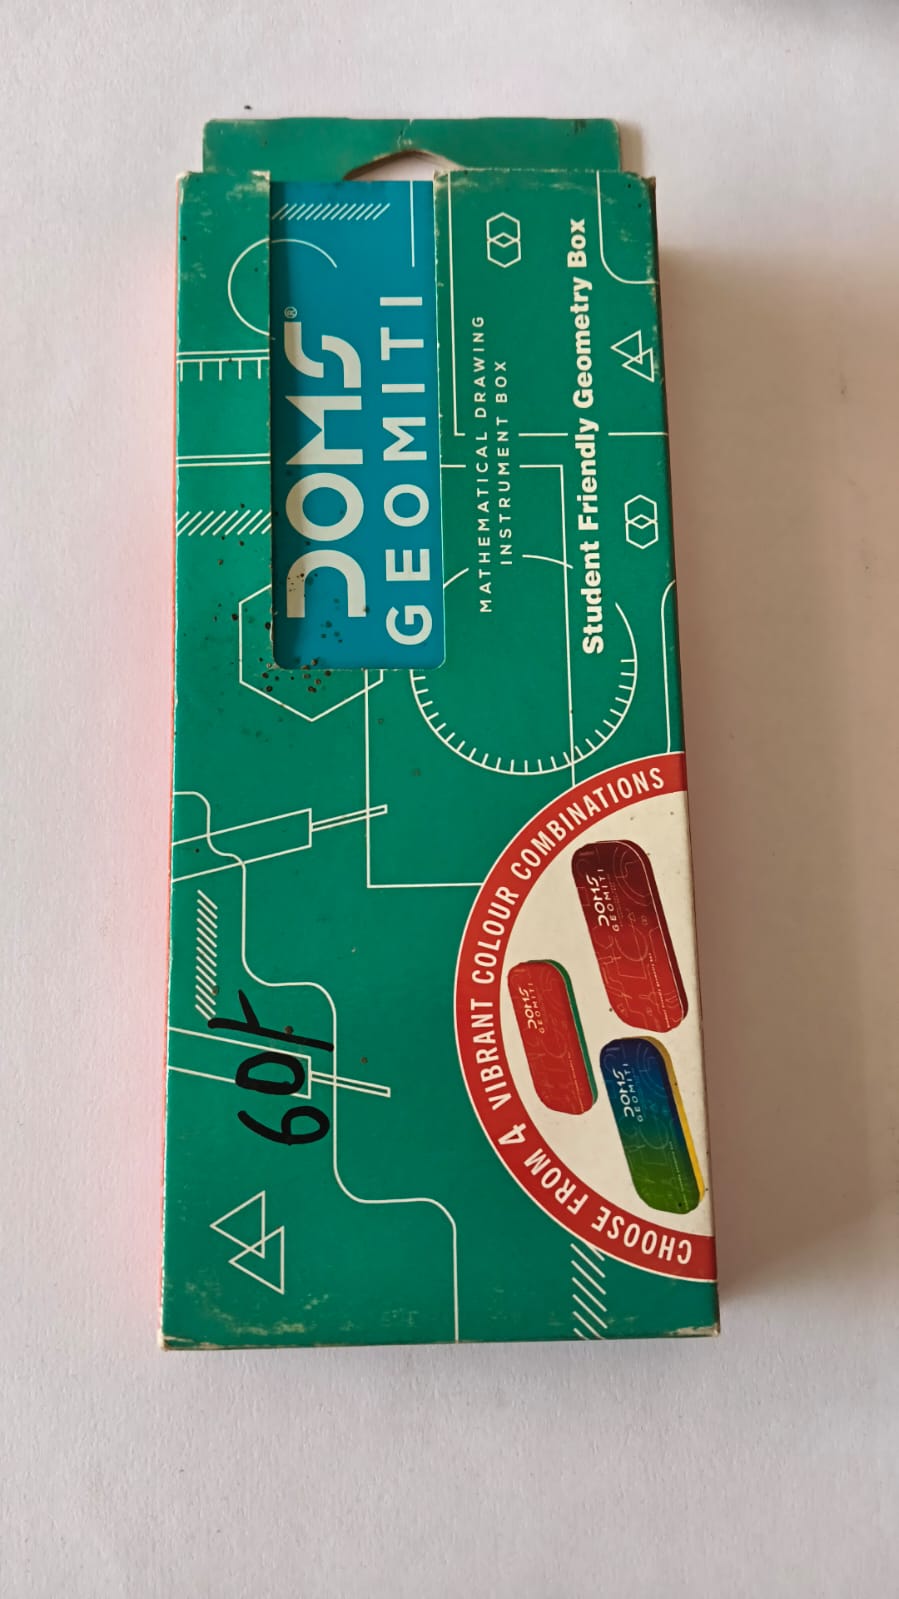 DOMS®
GEOMITI
MATHEMATICAL DRAWING
INSTRUMENT BOX
Student Friendly Geometry Box
CHOOSE FROM 4 VIBRANT COLOUR COMBINATIONS
DOMS
GEOMITI
DOMS
GEOMITI
DOMS
GEOMITI
60/-